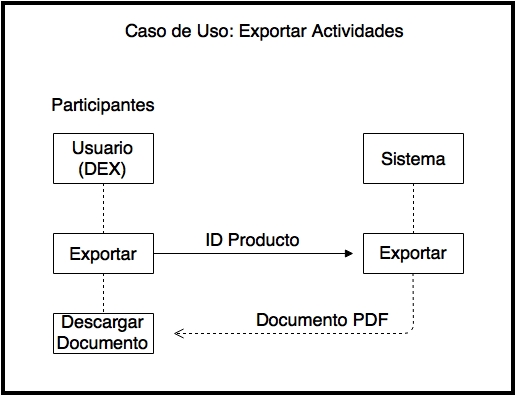 Caso de Uso: Exportar Actividades
Participantes
Usuario
(DEX)
Sistema
Exportar
ID Producto
Exportar
Descargar
Documento
Documento PDF